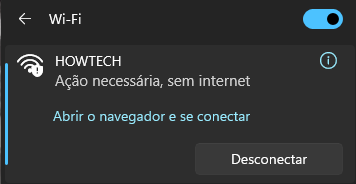 Wi-Fi
HOWTECH
Ação necessária, sem internet
Abrir o navegador e se conectar
Desconectar